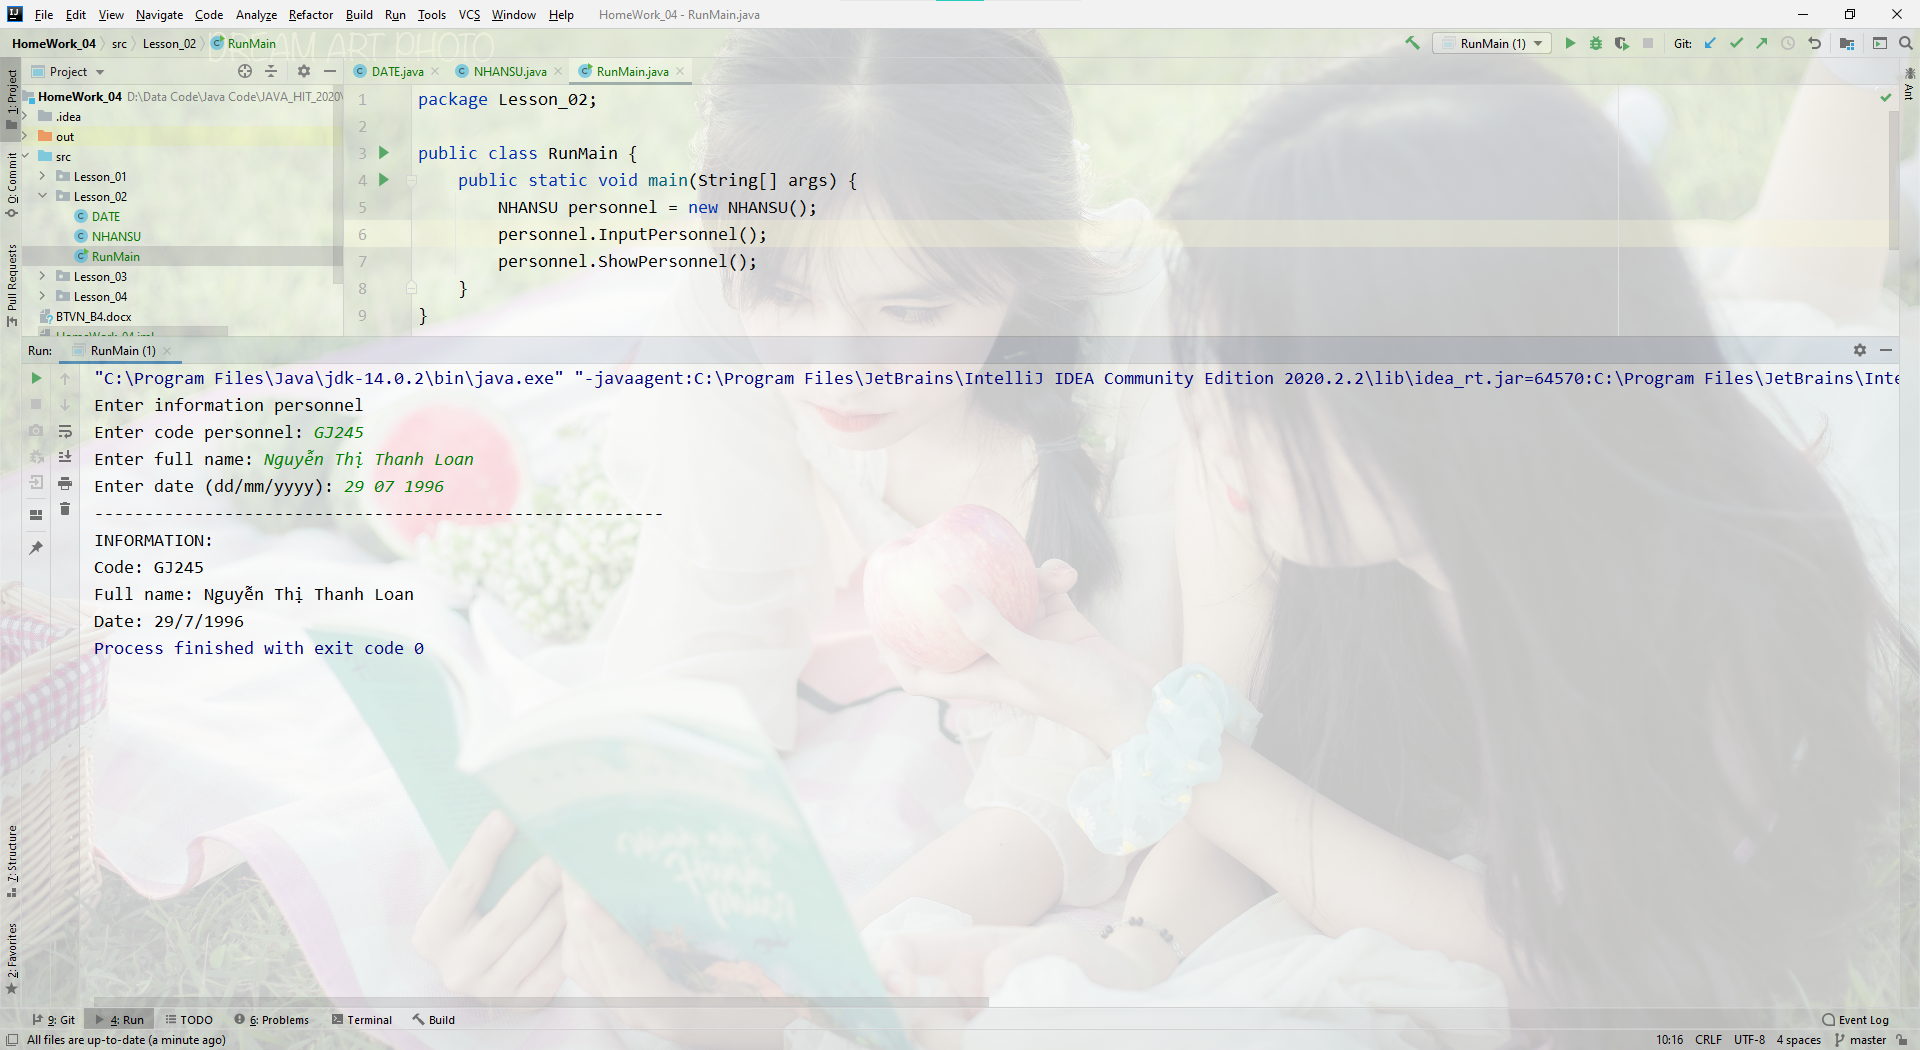 File Edit View Navigate Code Analyze Refactor Build Run Tools VCS Window Help HomeWork_04 - RunMain.java
DREAM ART PHOTO
HomeWork_04 src Lesson_02 RunMain RunMain (1) Git:
Project DATE.java NHANSU.java RunMain.java
HomeWork_04 D:\Data Code\Java Code\JAVA_HIT_2020\
.idea
out
src
Lesson_01
Lesson_02
DATE
NHANSU
RunMain
Lesson_03
Lesson_04
BTVN_B4.docx
HomeWork_04.iml
1 package Lesson_02;
2
3 public class RunMain {
4 public static void main(String[] args) {
5 NHANSU personnel = new NHANSU();
6 personnel.InputPersonnel();
7 personnel.ShowPersonnel();
8 }
9 }
1: Project
0: Commit
Pull Requests
7: Structure
2: Favorites
Ant
Run: RunMain (1)
"C:\Program Files\Java\jdk-14.0.2\bin\java.exe" "-javaagent:C:\Program Files\JetBrains\IntelliJ IDEA Community Edition 2020.2.2\lib\idea_rt.jar=64570:C:\Program Files\JetBrains\Inte
Enter information personnel
Enter code personnel: GJ245
Enter full name: Nguyễn Thị Thanh Loan
Enter date (dd/mm/yyyy): 29 07 1996
---------------------------------------------------------
INFORMATION:
Code: GJ245
Full name: Nguyễn Thị Thanh Loan
Date: 29/7/1996
Process finished with exit code 0
9: Git 4: Run TODO 6: Problems Terminal Build Event Log
All files are up-to-date (a minute ago) 10:16 CRLF UTF-8 4 spaces master